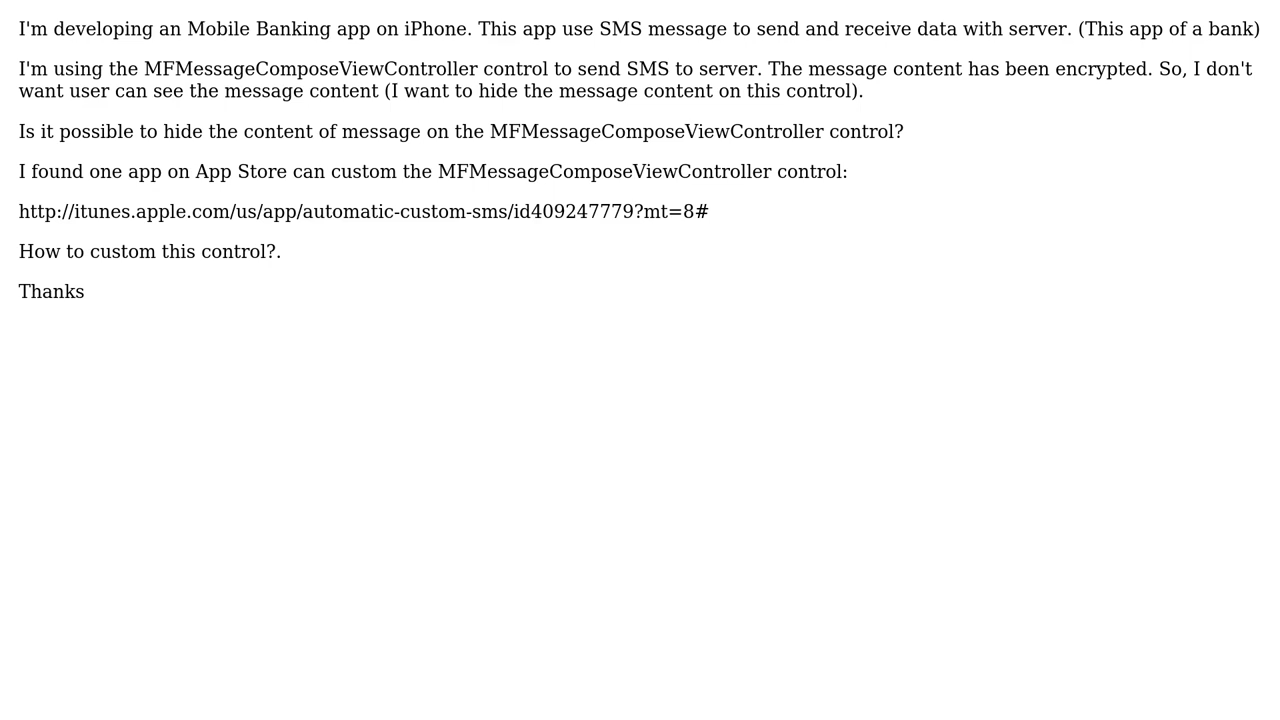 I'm developing an Mobile Banking app on iPhone. This app use SMS message to send and receive data with server. (This app of a bank)
I'm using the MFMessageComposeViewController control to send SMS to server. The message content has been encrypted. So, I don't
want user can see the message content (I want to hide the message content on this control).
Is it possible to hide the content of message on the MFMessageComposeViewController control?
I found one app on App Store can custom the MFMessageComposeViewController control:
http://itunes.apple.com/us/app/automatic-custom-sms/id409247779?mt=8#
How to custom this control?.
Thanks